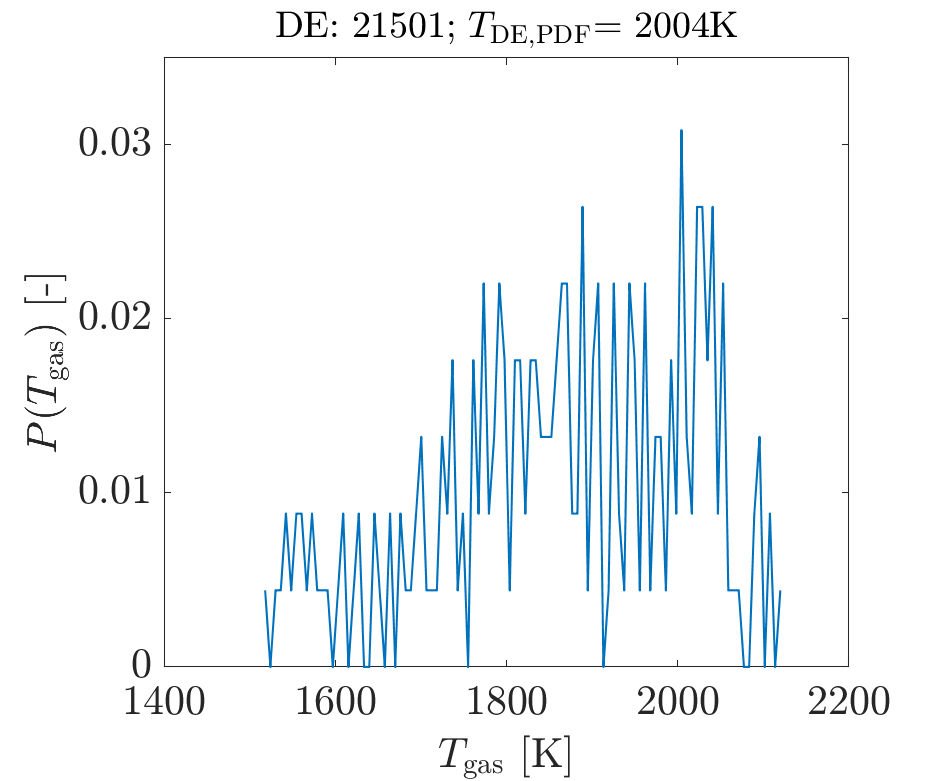 DE: 21501; T_DE,PDF= 2004K
0.03
0.02
0.01
0
P(T_gas) [-]
1400 1600 1800 2000 2200
T_gas [K]